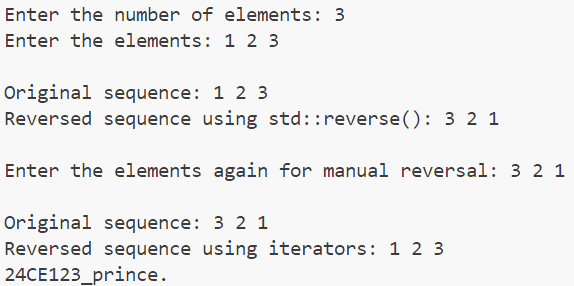 Enter the number of elements: 3
Enter the elements: 1 2 3
Original sequence: 1 2 3
Reversed sequence using std::reverse(): 3 2 1
Enter the elements again for manual reversal: 3 2 1
Original sequence: 3 2 1
Reversed sequence using iterators: 1 2 3
24CE123_prince.